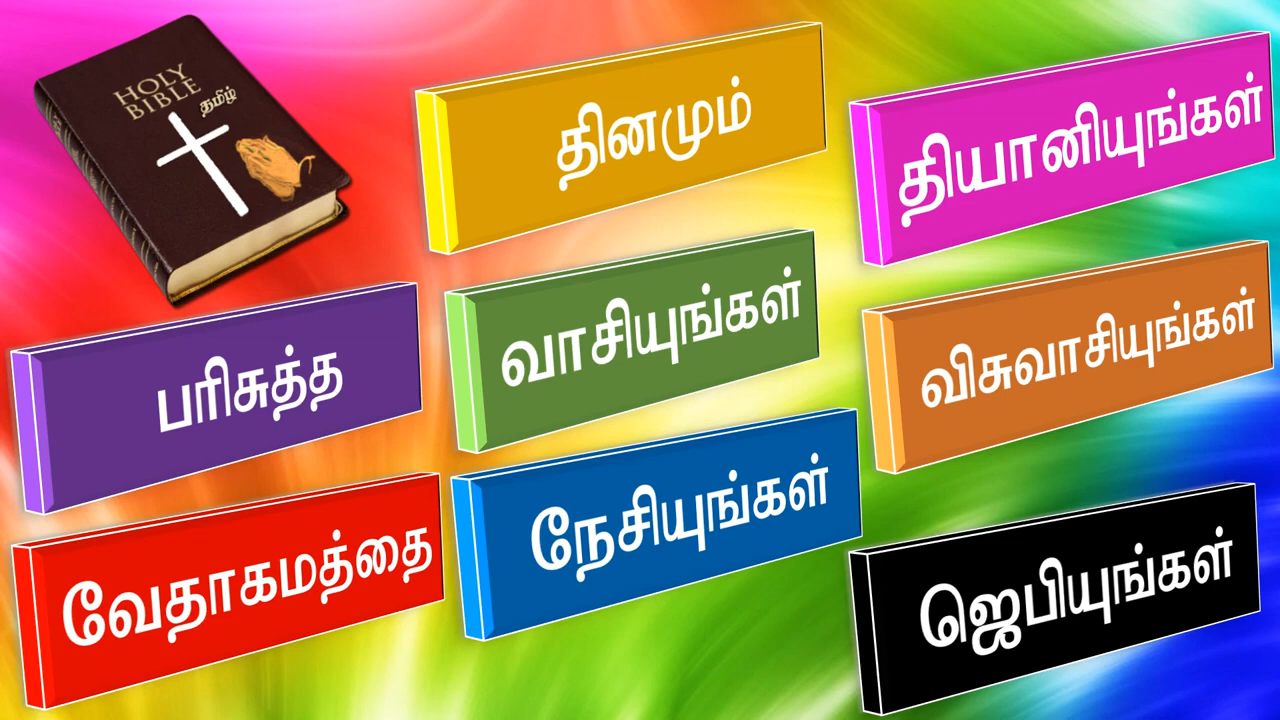 HOLY
BIBLE
தமிழ்
பரிசுத்த
வேதாகமத்தை
தினமும்
வாசியுங்கள்
நேசியுங்கள்
தியானியுங்கள்
விசுவாசியுங்கள்
ஜெபியுங்கள்